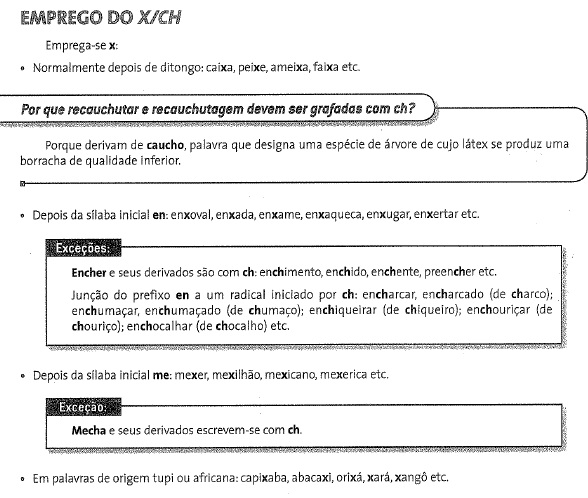 EMPREGO DO X/CH
Emprega-se x:
• Normalmente depois de ditongo: caixa, peixe, ameixa, faixa etc.
Por que recauchutar e recauchutagem devem ser grafadas com ch?
Porque derivam de caucho, palavra que designa uma espécie de árvore de cujo látex se produz uma
borracha de qualidade inferior.
• Depois da sílaba inicial en: enxoval, enxada, enxame, enxaqueca, enxugar, enxertar etc.
Exceções:
Encher e seus derivados são com ch: enchimento, enchido, enchente, preencher etc.
Junção do prefixo en a um radical iniciado por ch: encharcar, encharcado (de charco);
enchumaçar, enchumaçado (de chumaço); enchiqueirar (de chiqueiro); enchouriçar (de
chouriço); enchocalhar (de chocalho) etc.
• Depois da sílaba inicial me: mexer, mexilhão, mexicano, mexerica etc.
Exceção:
Mecha e seus derivados escrevem-se com ch.
• Em palavras de origem tupi ou africana: capixaba, abacaxi, orixá, xará, xangô etc.